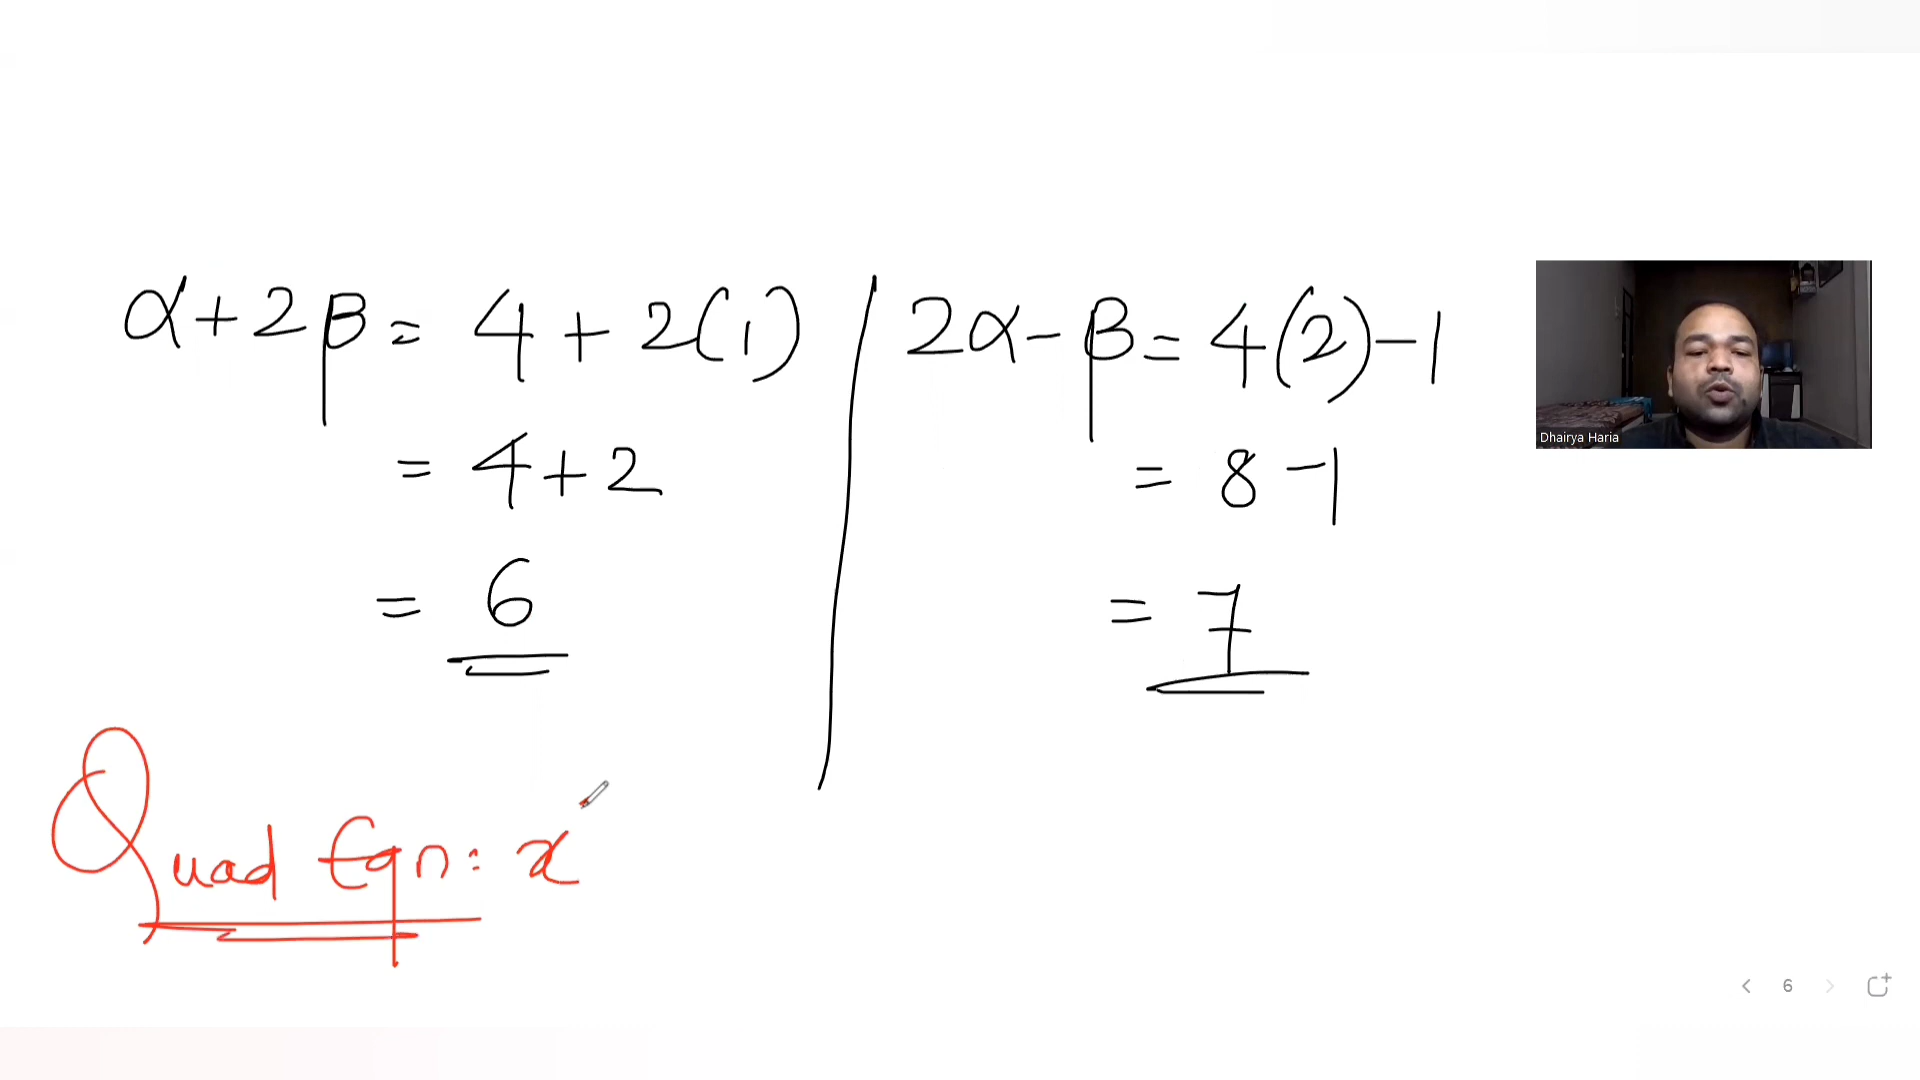 α+2β= 4+2(1)
= 4+2
= 6
2α-β=4(2)-1
= 8-1
= 7
Dhairya Haria
Quad Eqn: x
6